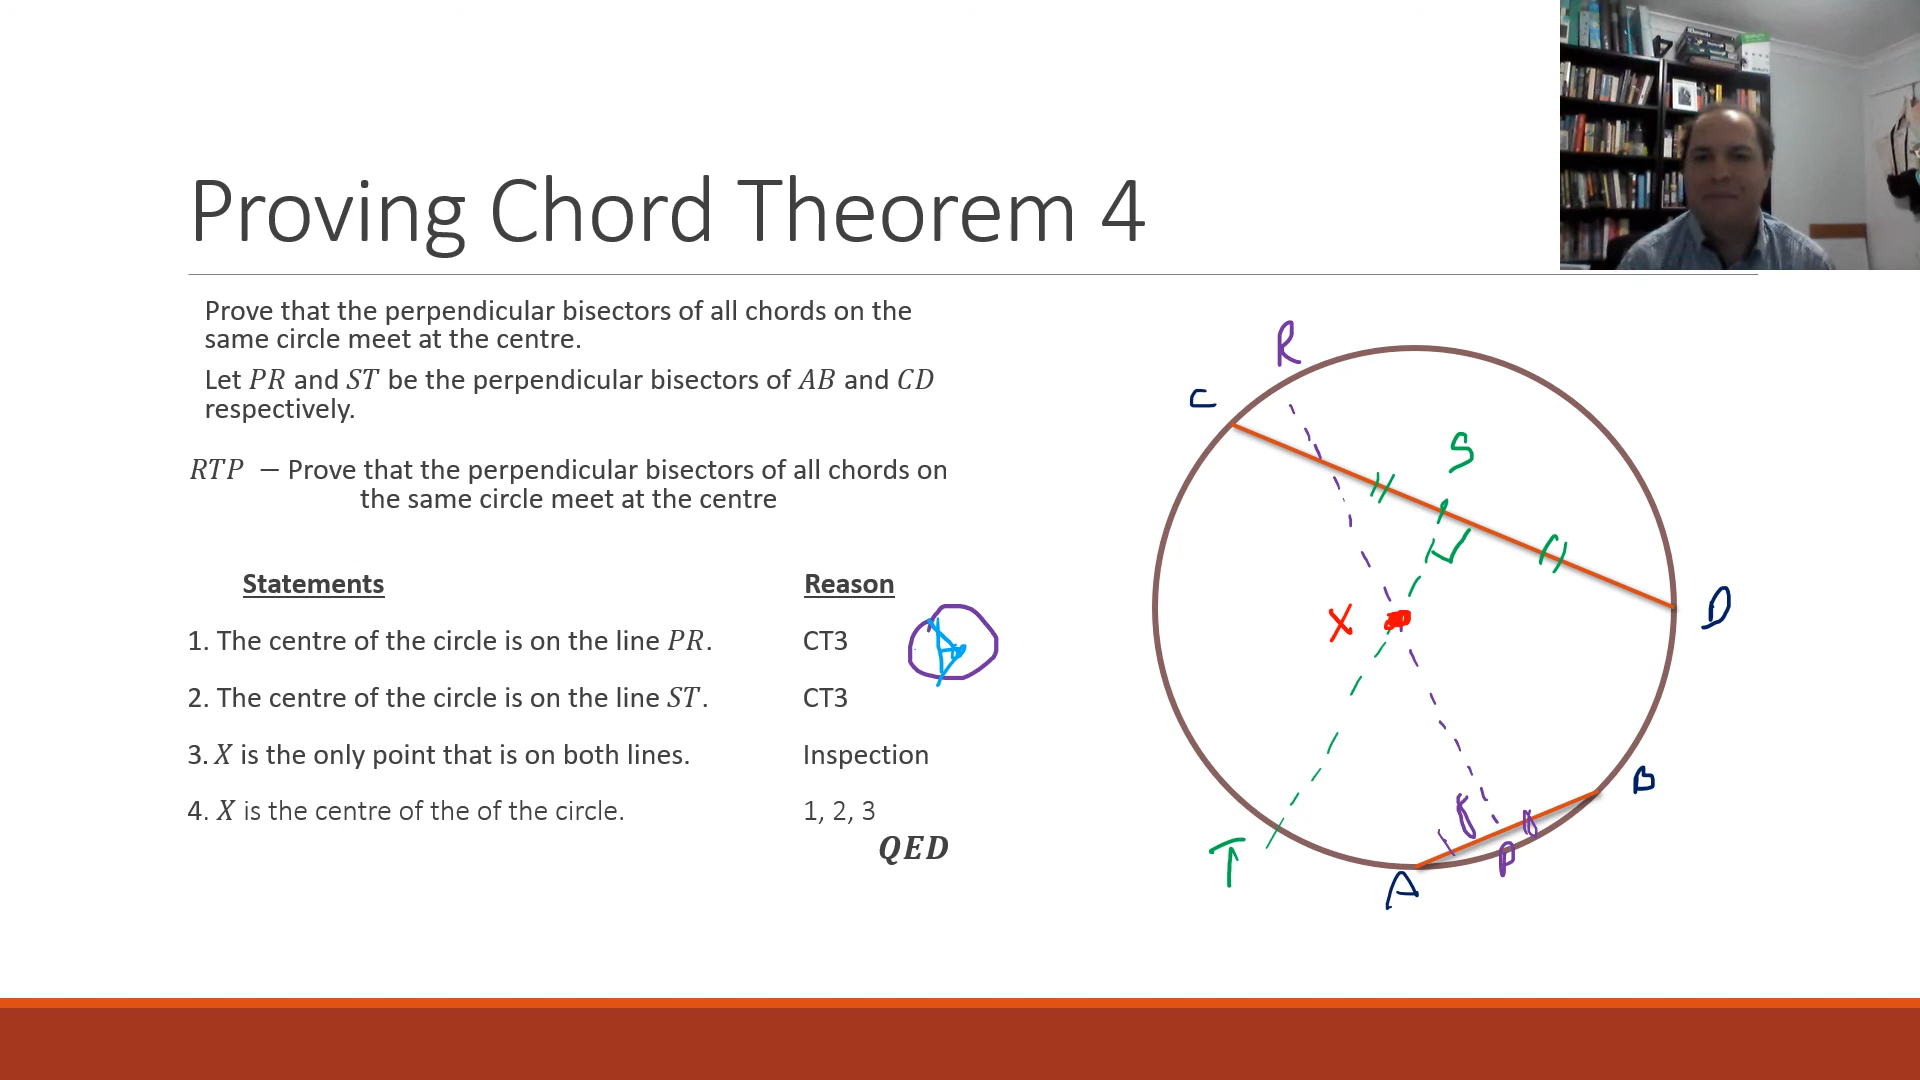 Proving Chord Theorem 4
Prove that the perpendicular bisectors of all chords on the
same circle meet at the centre.
Let PR and ST be the perpendicular bisectors of AB and CD
respectively.
RTP – Prove that the perpendicular bisectors of all chords on
the same circle meet at the centre
Statements Reason
1. The centre of the circle is on the line PR. CT3
2. The centre of the circle is on the line ST. CT3
3. X is the only point that is on both lines. Inspection
4. X is the centre of the of the circle. 1, 2, 3
QED
R
C
S
X
D
B
T
P
A